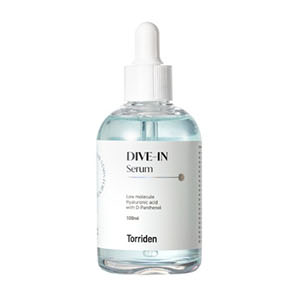 DIVE-IN
Serum
Low molecule
Hyaluronic acid
with D-Panthenol
100ml
Torriden